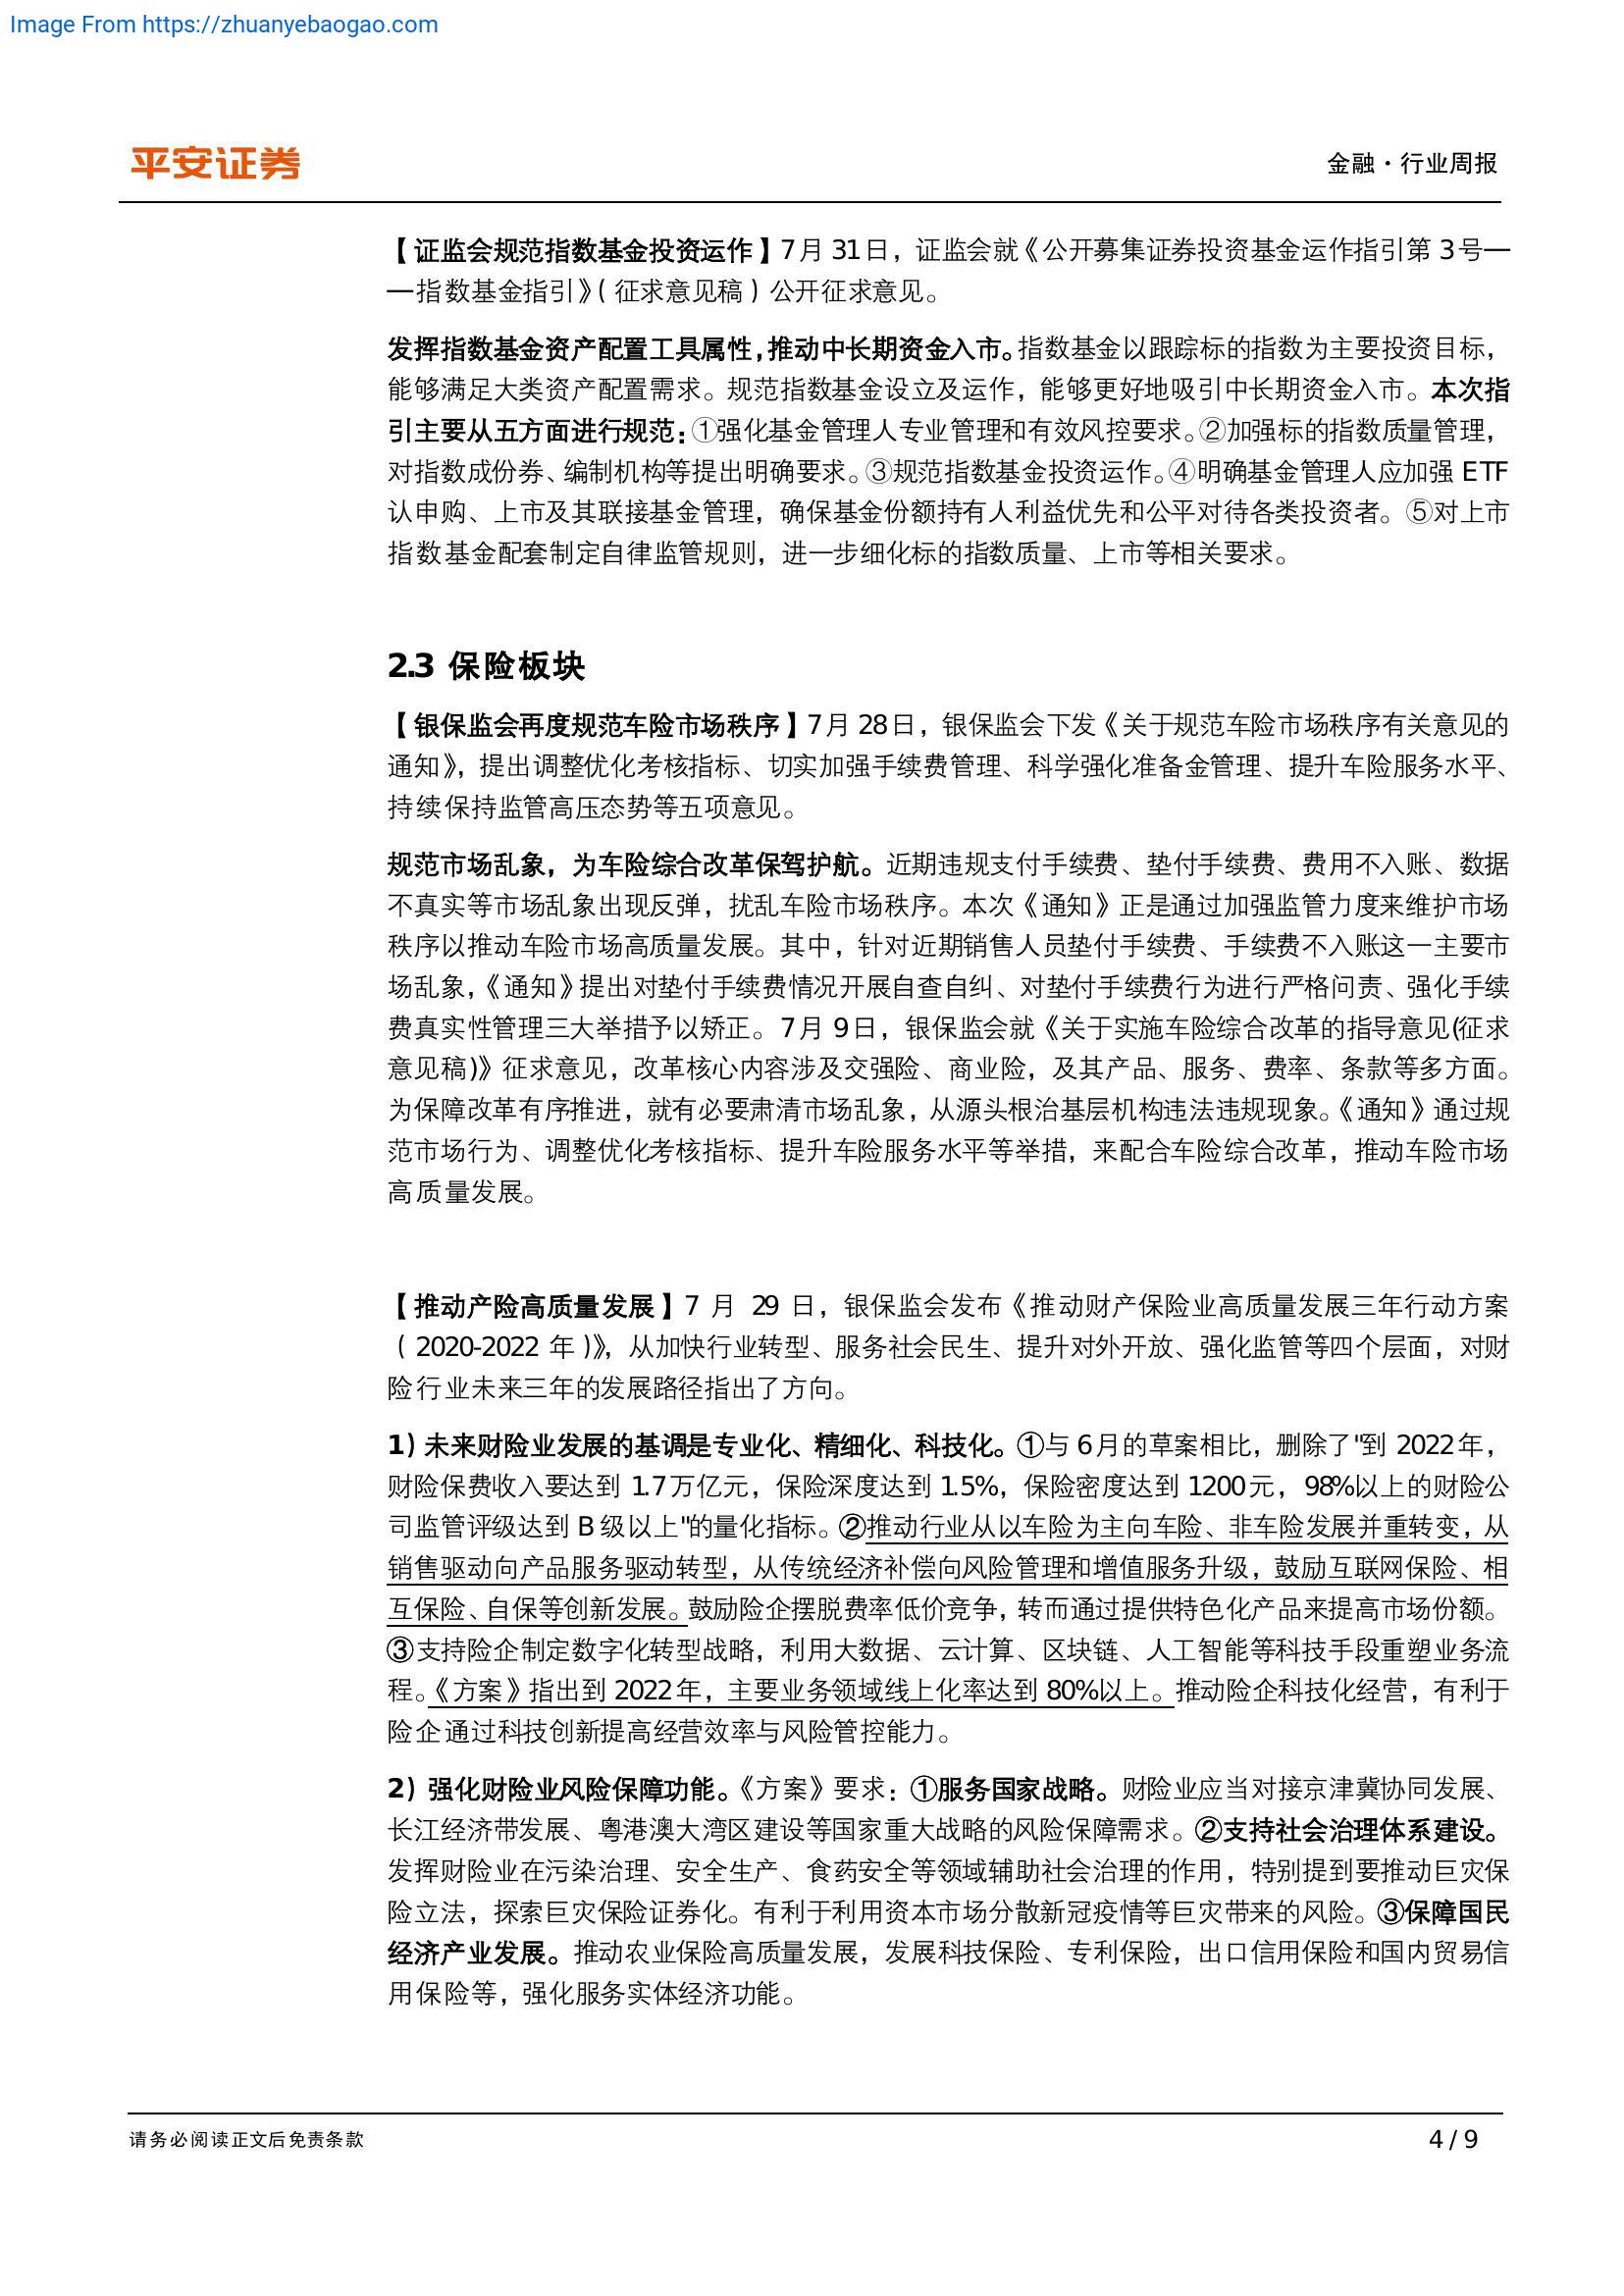 Image From https://zhuanyebaogao.com
平安证券
金融·行业周报
【证监会规范指数基金投资运作】7月 31日，证监会就《公开募集证券投资基金运作指引第 3号—
—指数基金指引》（征求意见稿）公开征求意见。
发挥指数基金资产配置工具属性，推动中长期资金入市。指数基金以跟踪标的指数为主要投资目标，
能够满足大类资产配置需求。规范指数基金设立及运作，能够更好地吸引中长期资金入市。本次指
引主要从五方面进行规范：①强化基金管理人专业管理和有效风控要求。②加强标的指数质量管理，
对指数成份券、编制机构等提出明确要求。③规范指数基金投资运作。④明确基金管理人应加强 ETF
认申购、上市及其联接基金管理，确保基金份额持有人利益优先和公平对待各类投资者。⑤对上市
指数基金配套制定自律监管规则，进一步细化标的指数质量、上市等相关要求。
2.3 保险板块
【银保监会再度规范车险市场秩序】7月 28日，银保监会下发《关于规范车险市场秩序有关意见的
通知》，提出调整优化考核指标、切实加强手续费管理、科学强化准备金管理、提升车险服务水平、
持续保持监管高压态势等五项意见。
规范市场乱象，为车险综合改革保驾护航。近期违规支付手续费、垫付手续费、费用不入账、数据
不真实等市场乱象出现反弹，扰乱车险市场秩序。本次《通知》正是通过加强监管力度来维护市场
秩序以推动车险市场高质量发展。其中，针对近期销售人员垫付手续费、手续费不入账这一主要市
场乱象，《通知》提出对垫付手续费情况开展自查自纠、对垫付手续费行为进行严格问责、强化手续
费真实性管理三大举措予以矫正。7月 9日，银保监会就《关于实施车险综合改革的指导意见(征求
意见稿)》征求意见，改革核心内容涉及交强险、商业险，及其产品、服务、费率、条款等多方面。
为保障改革有序推进，就有必要肃清市场乱象，从源头根治基层机构违法违规现象。《通知》通过规
范市场行为、调整优化考核指标、提升车险服务水平等举措，来配合车险综合改革，推动车险市场
高质量发展。
【推动产险高质量发展】7 月 29 日，银保监会发布《推动财产保险业高质量发展三年行动方案
（2020-2022 年)》，从加快行业转型、服务社会民生、提升对外开放、强化监管等四个层面，对财
险行业未来三年的发展路径指出了方向。
1）未来财险业发展的基调是专业化、精细化、科技化。①与 6月的草案相比，删除了"到 2022年，
财险保费收入要达到 1.7万亿元，保险深度达到 1.5%，保险密度达到 1200元，98%以上的财险公
司监管评级达到 B级以上"的量化指标。②推动行业从以车险为主向车险、非车险发展并重转变，从
销售驱动向产品服务驱动转型，从传统经济补偿向风险管理和增值服务升级，鼓励互联网保险、相
互保险、自保等创新发展。鼓励险企摆脱费率低价竞争，转而通过提供特色化产品来提高市场份额。
③支持险企制定数字化转型战略，利用大数据、云计算、区块链、人工智能等科技手段重塑业务流
程。《方案》指出到 2022年，主要业务领域线上化率达到 80%以上。推动险企科技化经营，有利于
险企通过科技创新提高经营效率与风险管控能力。
2）强化财险业风险保障功能。《方案》要求：①服务国家战略。财险业应当对接京津冀协同发展、
长江经济带发展、粤港澳大湾区建设等国家重大战略的风险保障需求。②支持社会治理体系建设。
发挥财险业在污染治理、安全生产、食药安全等领域辅助社会治理的作用，特别提到要推动巨灾保
险立法，探索巨灾保险证券化。有利于利用资本市场分散新冠疫情等巨灾带来的风险。③保障国民
经济产业发展。推动农业保险高质量发展，发展科技保险、专利保险，出口信用保险和国内贸易信
用保险等，强化服务实体经济功能。
请务必阅读正文后免责条款
4 / 9